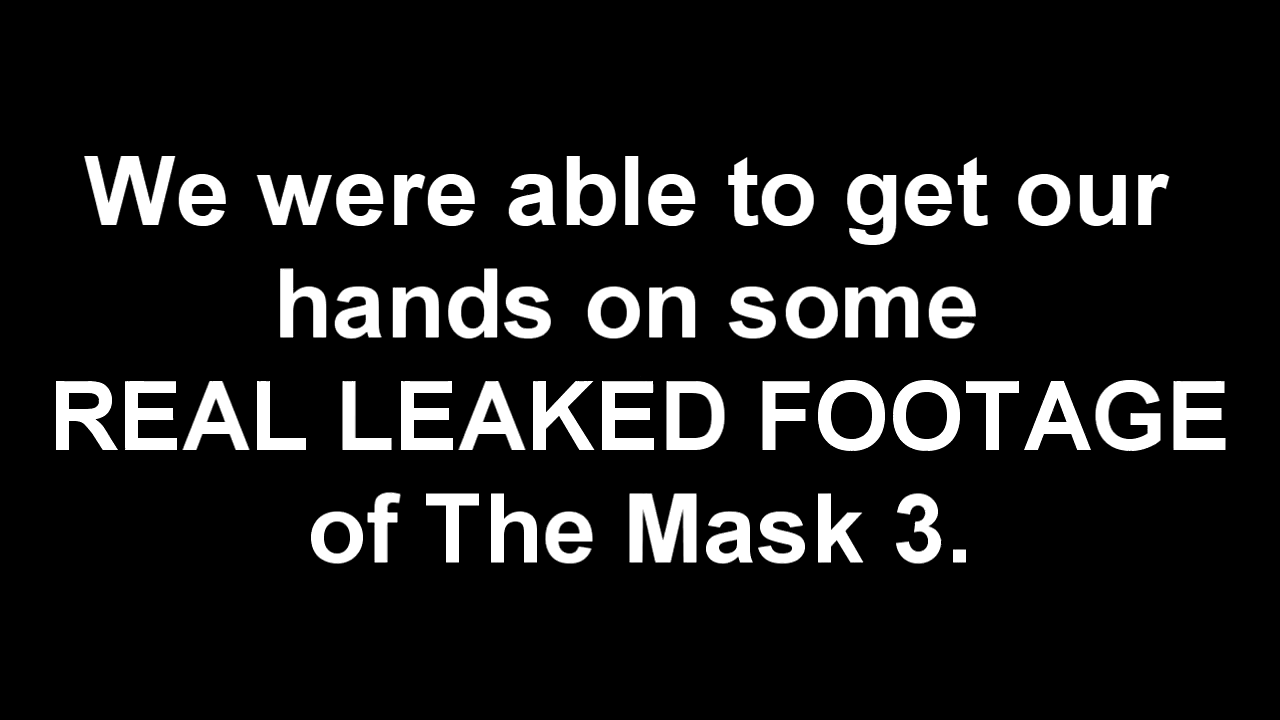 We were able to get our
hands on some
REAL LEAKED FOOTAGE
of The Mask 3.